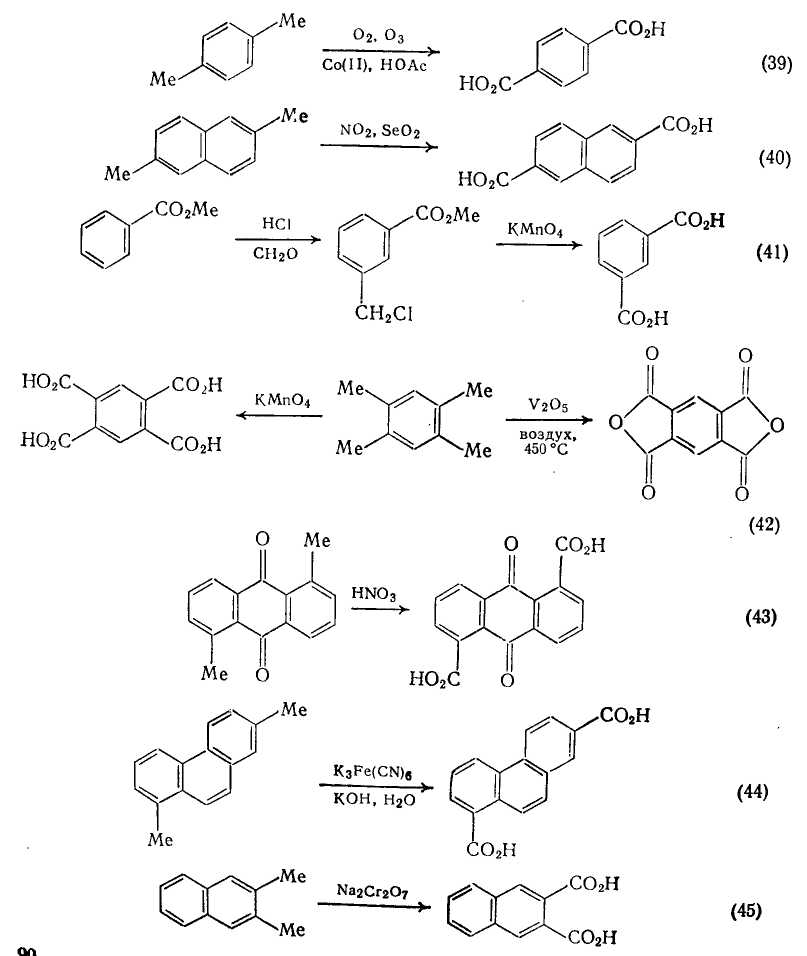 Me
Me
O2, O3
Co(II), HOAc
CO2H
HO2C
(39)
Me
Me
NO2, SeO2
CO2H
HO2C
(40)
CO2Me
HCl
CH2O
CO2Me
CH2Cl
KMnO4
CO2H
CO2H
(41)
HO2C
HO2C
CO2H
CO2H
KMnO4
Me
Me
Me
Me
V2O5
воздух,
450 °C
O
O
O
O
O
O
(42)
O
Me
Me
O
HNO3
O
CO2H
HO2C
O
(43)
Me
Me
K3Fe(CN)6
KOH, H2O
CO2H
CO2H
(44)
Me
Me
Na2Cr2O7
CO2H
CO2H
(45)
90